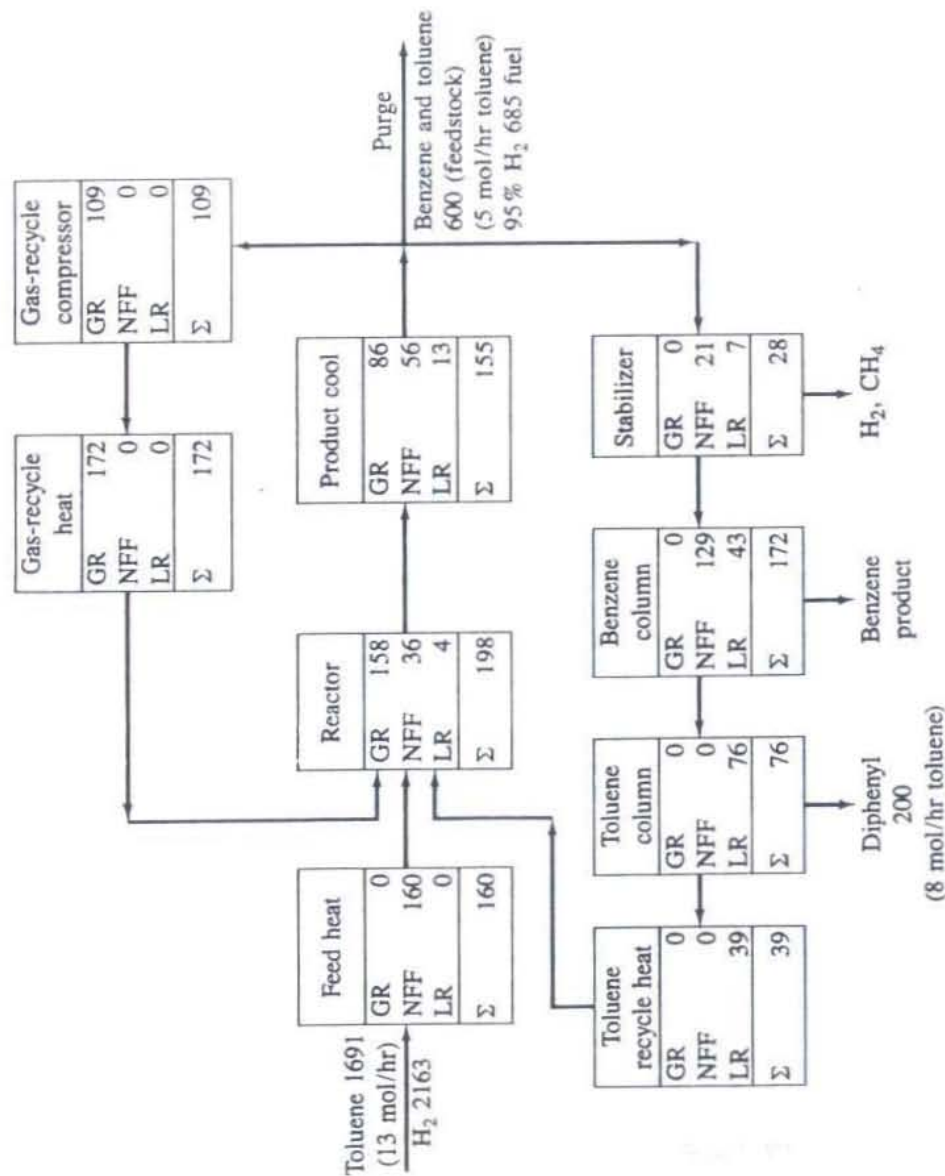 Gas-recycle
heat
GR 172
NFF 0
LR 0
Σ 172
Gas-recycle
compressor
GR 109
NFF 0
LR 0
Σ 109
Toluene 1691
(13 mol/hr)
H₂ 2163
Feed heat
GR 0
NFF 160
LR 0
Σ 160
Reactor
GR 158
NFF 36
LR 4
Σ 198
Product cool
GR 86
NFF 56
LR 13
Σ 155
Purge
Benzene and toluene
600 (feedstock)
(5 mol/hr toluene)
95% H₂ 685 fuel
Toluene
recycle heat
GR 0
NFF 0
LR 39
Σ 39
Toluene
column
GR 0
NFF 0
LR 76
Σ 76
Benzene
column
GR 0
NFF 129
LR 43
Σ 172
Stabilizer
GR 0
NFF 21
LR 7
Σ 28
Diphenyl
200
(8 mol/hr toluene)
Benzene
product
H₂, CH₄